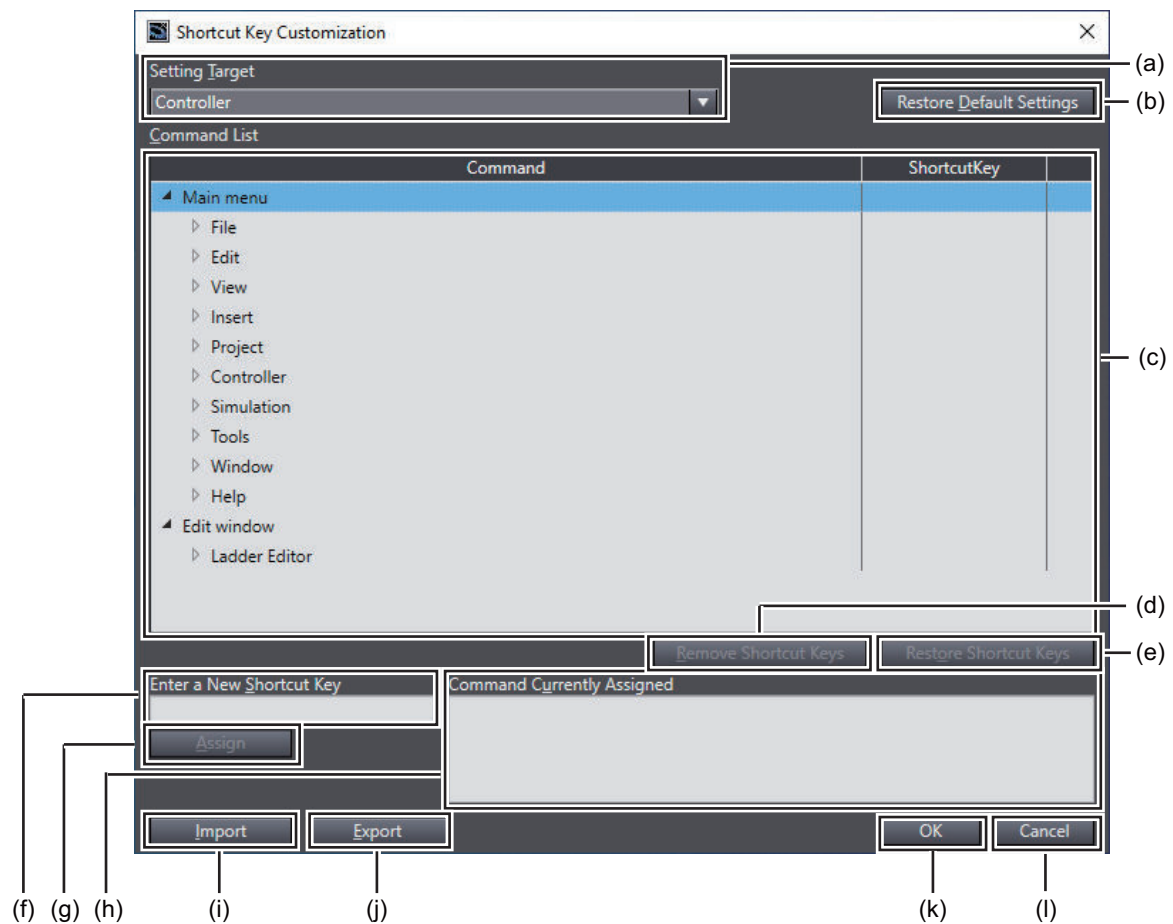 Shortcut Key Customization
Setting Target
(a)
Controller
Restore Default Settings
(b)
Command List
Command ShortcutKey
Main menu
File
Edit
View
Insert
Project
(c)
Controller
Simulation
Tools
Window
Help
Edit window
Ladder Editor
(d)
Remove Shortcut Keys
Restore Shortcut Keys
(e)
Enter a New Shortcut Key
Command Currently Assigned
Assign
Import
Export
OK
Cancel
(f) (g) (h) (i) (j) (k) (l)